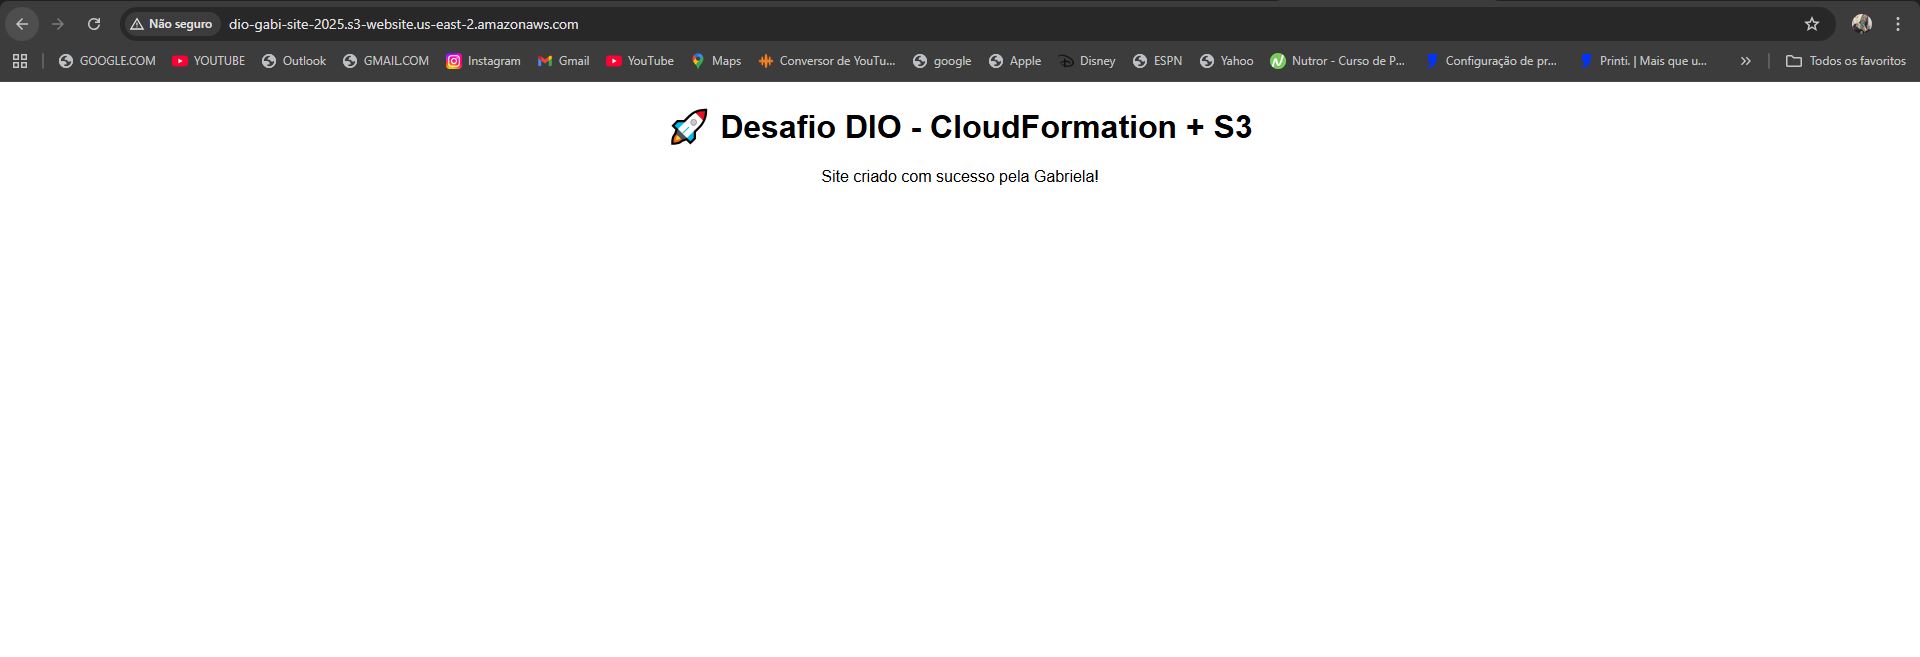 Não seguro dio-gabi-site-2025.s3-website.us-east-2.amazonaws.com
GOOGLE.COM YOUTUBE Outlook GMAIL.COM Instagram Gmail YouTube Maps Conversor de YouTu... google Apple Disney ESPN Yahoo Nutror - Curso de P... Configuração de pr... Printi. | Mais que u... » Todos os favoritos
🚀 Desafio DIO - CloudFormation + S3
Site criado com sucesso pela Gabriela!